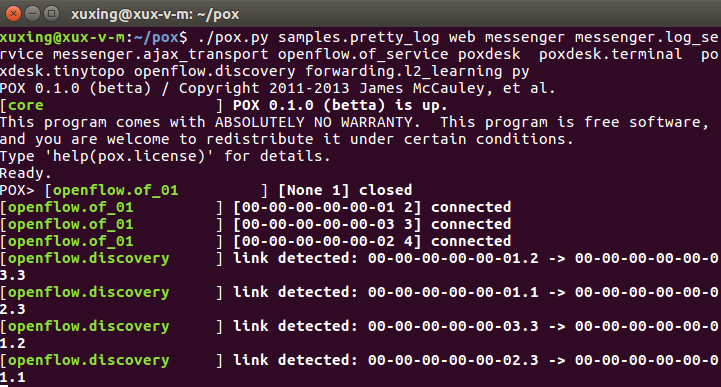 xuxing@xux-v-m: ~/pox
xuxing@xux-v-m:~/pox$ ./pox.py samples.pretty_log web messenger messenger.log_se
rvice messenger.ajax_transport openflow.of_service poxdesk  poxdesk.terminal  po
xdesk.tinytopo openflow.discovery forwarding.l2_learning py
POX 0.1.0 (betta) / Copyright 2011-2013 James McCauley, et al.
[core                   ] POX 0.1.0 (betta) is up.
This program comes with ABSOLUTELY NO WARRANTY.  This program is free software,
and you are welcome to redistribute it under certain conditions.
Type 'help(pox.license)' for details.
Ready.
POX> [openflow.of_01         ] [None 1] closed
[openflow.of_01         ] [00-00-00-00-00-01 2] connected
[openflow.of_01         ] [00-00-00-00-00-03 3] connected
[openflow.of_01         ] [00-00-00-00-00-02 4] connected
[openflow.discovery     ] link detected: 00-00-00-00-00-01.2 -> 00-00-00-00-00-0
3.3
[openflow.discovery     ] link detected: 00-00-00-00-00-01.1 -> 00-00-00-00-00-0
2.3
[openflow.discovery     ] link detected: 00-00-00-00-00-03.3 -> 00-00-00-00-00-0
1.2
[openflow.discovery     ] link detected: 00-00-00-00-00-02.3 -> 00-00-00-00-00-0
1.1